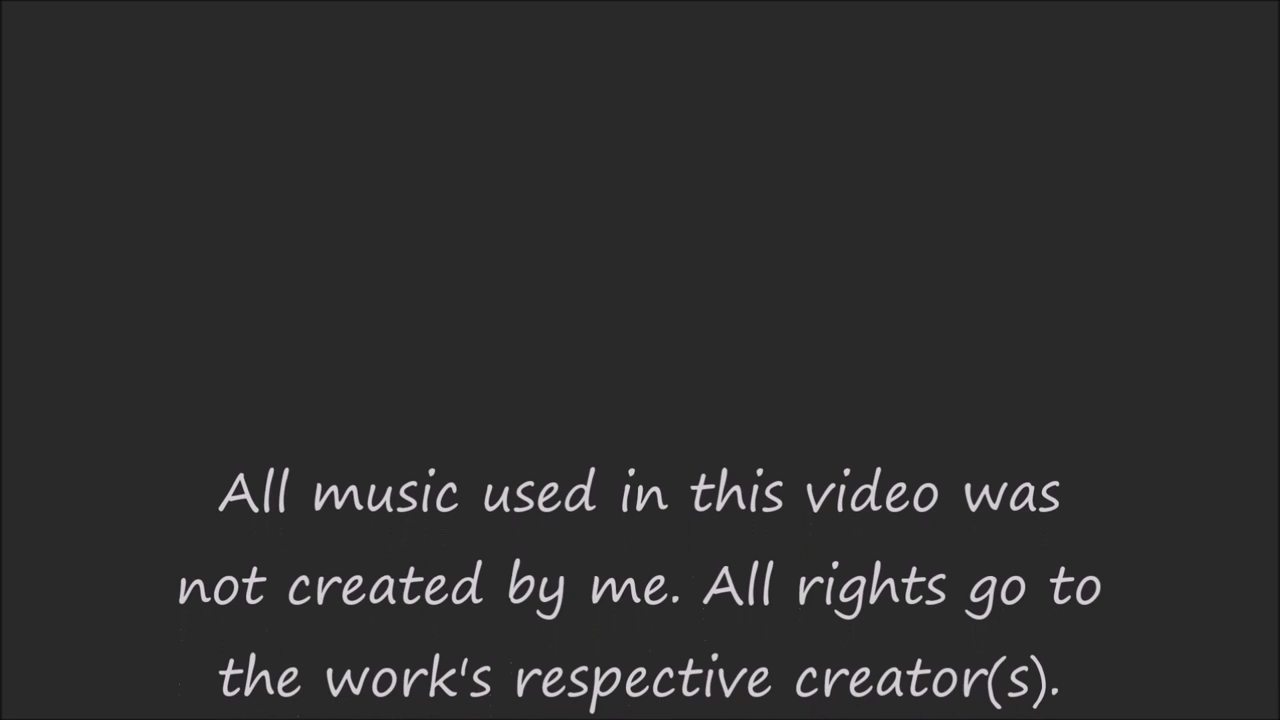 All music used in this video was
not created by me. All rights go to
the work's respective creator(s).